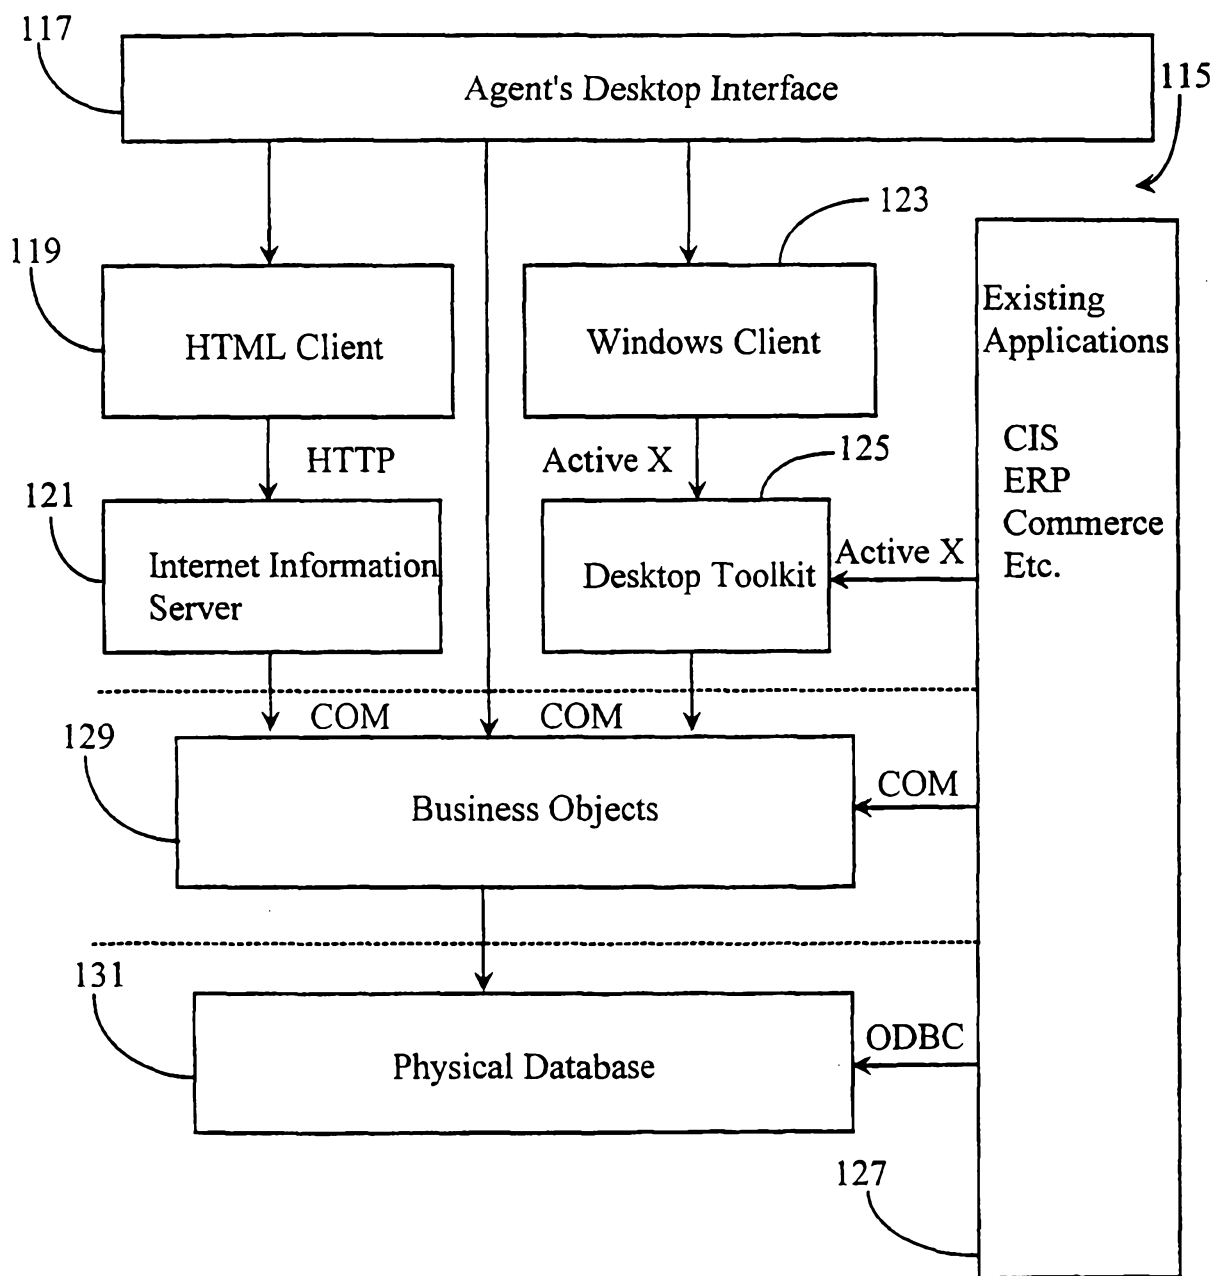 117
Agent's Desktop Interface
115
123
119
HTML Client
Windows Client
Existing
Applications
CIS
ERP
Commerce
Etc.
HTTP
Active X
125
121
Internet Information
Server
Desktop Toolkit
Active X
COM
COM
129
Business Objects
COM
131
Physical Database
ODBC
127